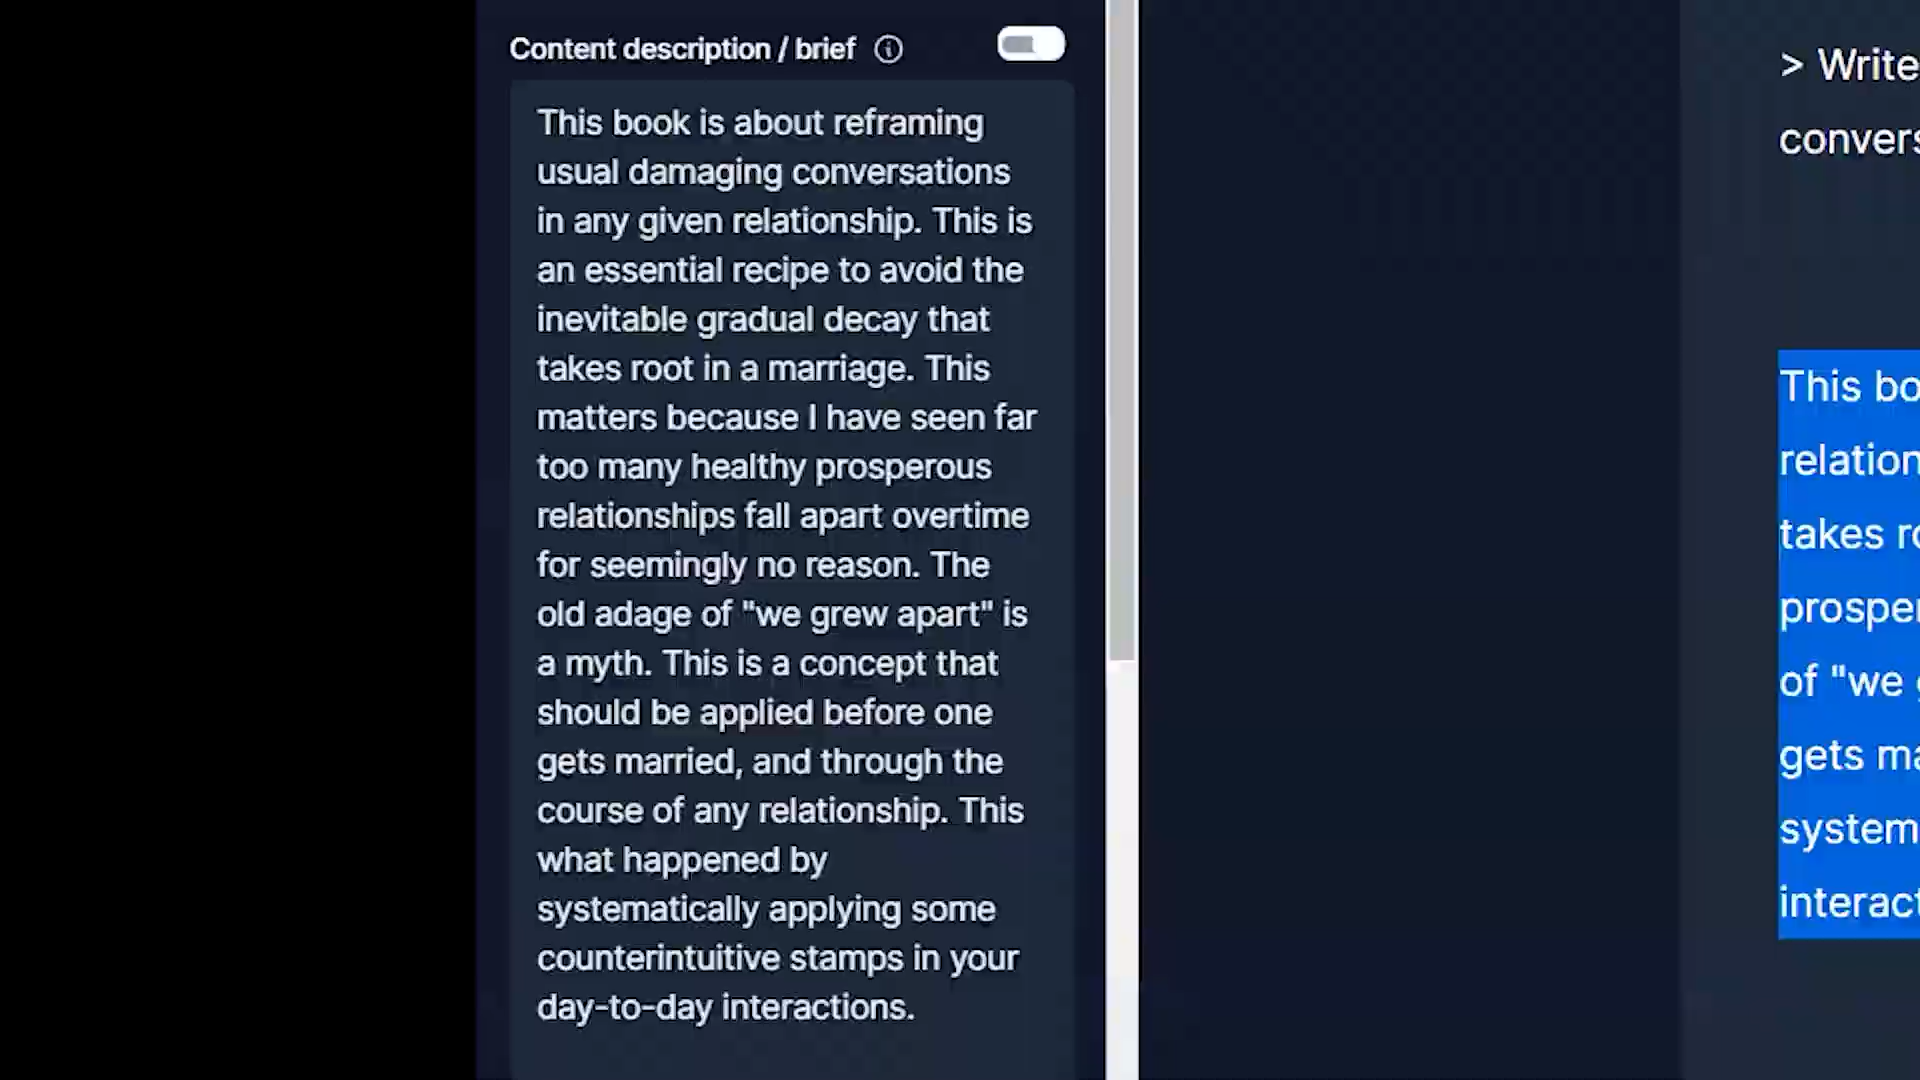 Content description / brief
This book is about reframing
usual damaging conversations
in any given relationship. This is
an essential recipe to avoid the
inevitable gradual decay that
takes root in a marriage. This
matters because I have seen far
too many healthy prosperous
relationships fall apart overtime
for seemingly no reason. The
old adage of "we grew apart" is
a myth. This is a concept that
should be applied before one
gets married, and through the
course of any relationship. This
what happened by
systematically applying some
counterintuitive stamps in your
day-to-day interactions.
> Write
convers
This bo
relation
takes ro
prosper
of "we g
gets ma
system
interact